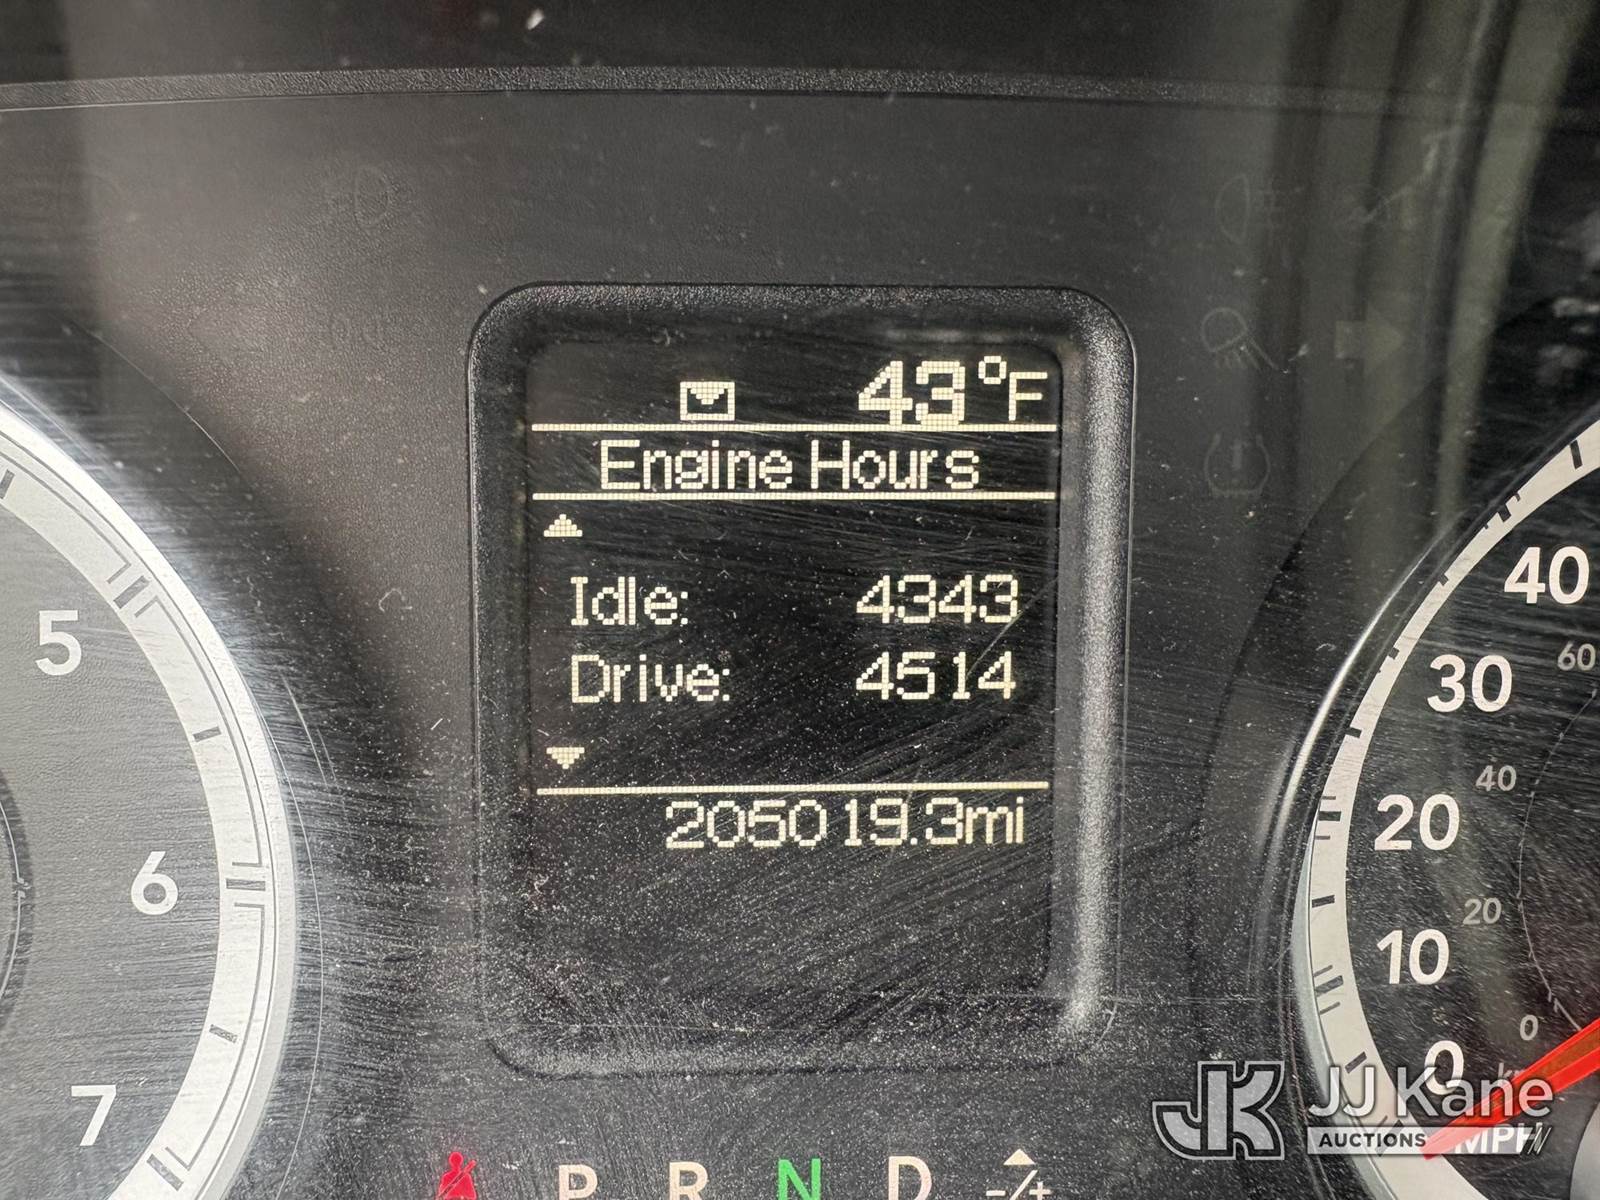 43°F
Engine Hours
Idle: 4343
Drive: 4514
205019.3mi
5
6
7
40
30
20
10
0
60
40
20
0
MPH
P R N D -/+
JK JJ Kane
AUCTIONS